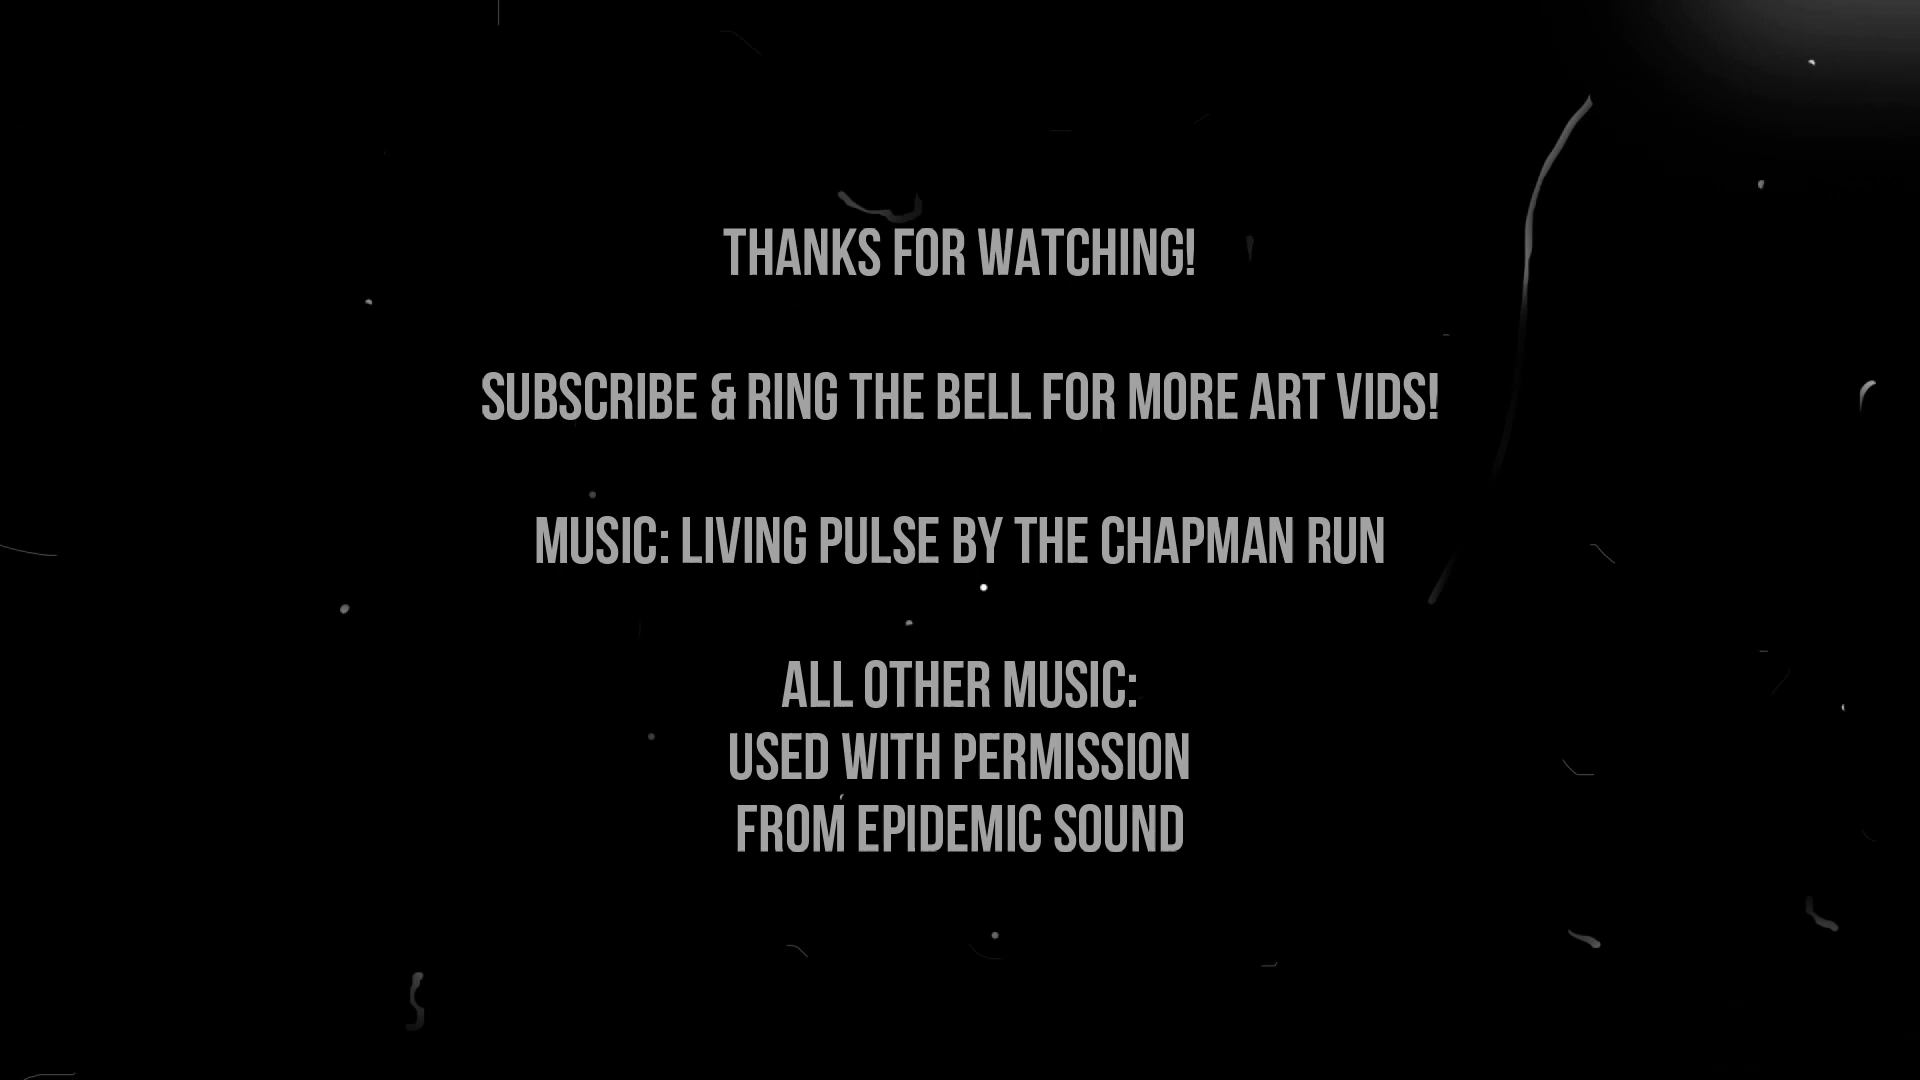 THANKS FOR WATCHING!
SUBSCRIBE & RING THE BELL FOR MORE ART VIDS!
MUSIC: LIVING PULSE BY THE CHAPMAN RUN
ALL OTHER MUSIC:
USED WITH PERMISSION
FROM EPIDEMIC SOUND